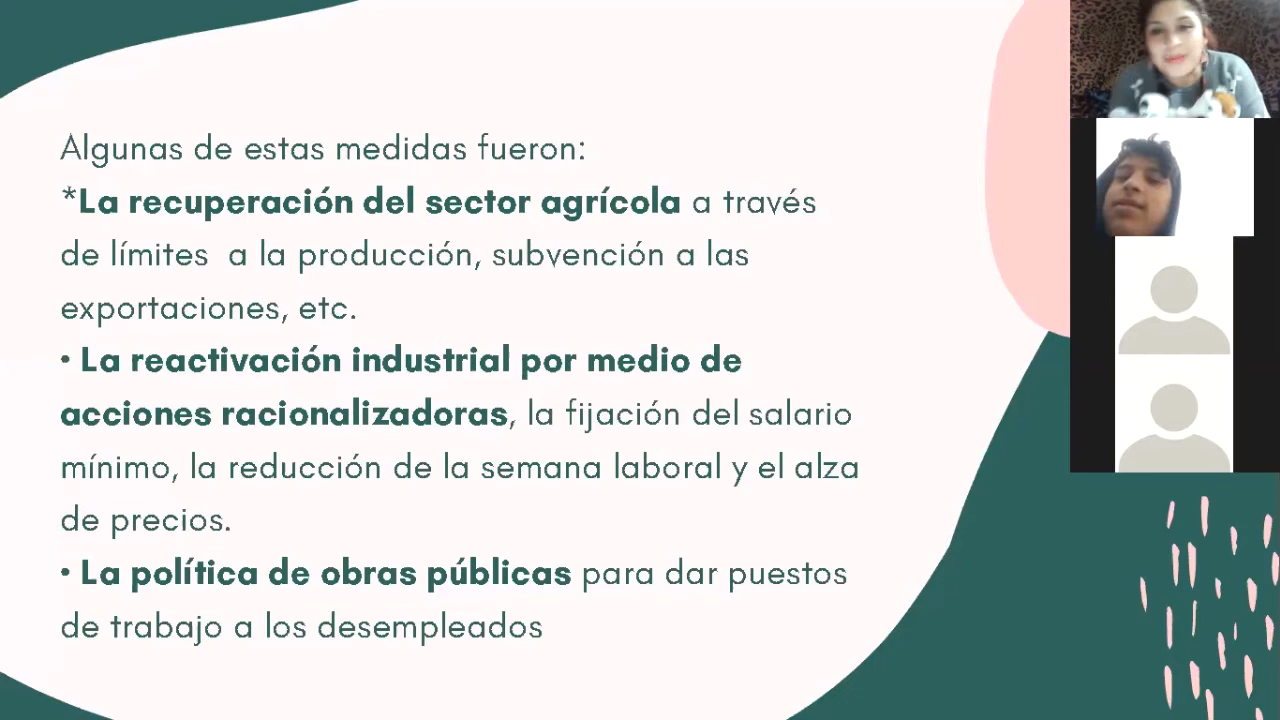 Algunas de estas medidas fueron:
*La recuperación del sector agrícola a través
de límites  a la producción, subvención a las
exportaciones, etc.
• La reactivación industrial por medio de
acciones racionalizadoras, la fijación del salario
mínimo, la reducción de la semana laboral y el alza
de precios.
• La política de obras públicas para dar puestos
de trabajo a los desempleados